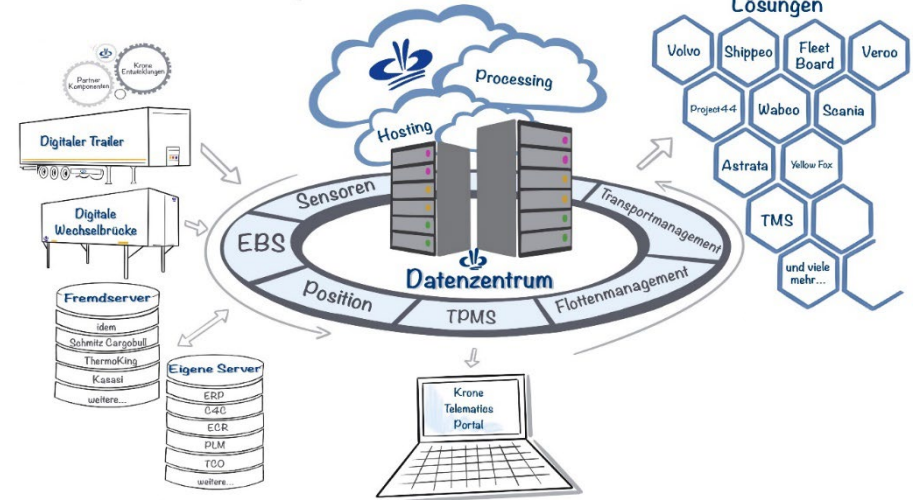 Lösungen
Volvo
Shippeo
Fleet
Board
Veroo
Project44
Waboo
Scania
Astrata
Yellow Fox
TMS
und viele
mehr...
Processing
Hosting
Krone
Entwicklungen
Partner
Komponenten
Digitaler Trailer
Digitale
Wechselbrücke
Sensoren
EBS
Position
TPMS
Flottenmanagement
Transportmanagement
Datenzentrum
Fremdserver
idem
Schmitz Cargobull
ThermoKing
Kasasi
weitere...
Eigene Server
ERP
C4C
ECR
PLM
TCO
weitere...
Krone
Telematics
Portal